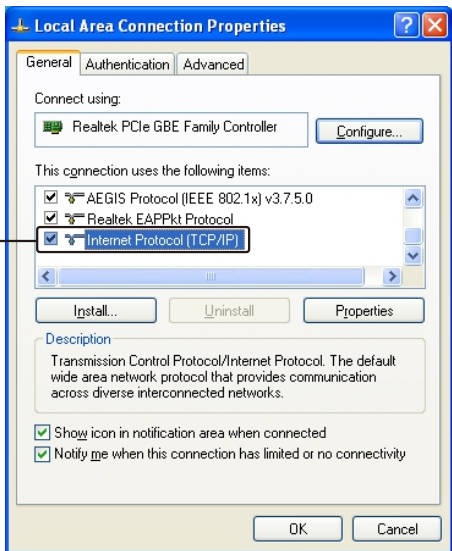 Local Area Connection Properties
General Authentication Advanced
Connect using:
Realtek PCIe GBE Family Controller Configure...
This connection uses the following items:
AEGIS Protocol (IEEE 802.1x) v3.7.5.0
Realtek EAPPkt Protocol
Internet Protocol (TCP/IP)
Install... Uninstall Properties
Description
Transmission Control Protocol/Internet Protocol. The default
wide area network protocol that provides communication
across diverse interconnected networks.
Show icon in notification area when connected
Notify me when this connection has limited or no connectivity
OK Cancel